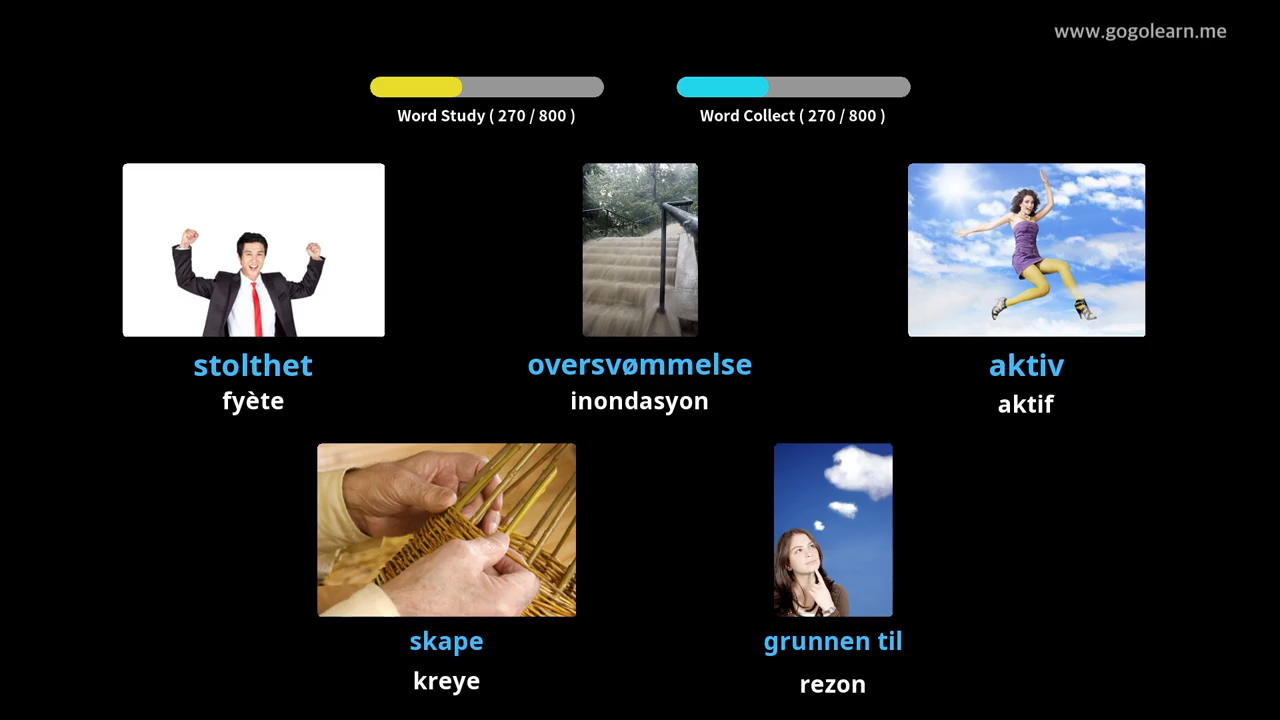 www.gogolearn.me
Word Study ( 270 / 800 )
Word Collect ( 270 / 800 )
stolthet
fyète
oversvømmelse
inondasyon
aktiv
aktif
skape
kreye
grunnen til
rezon